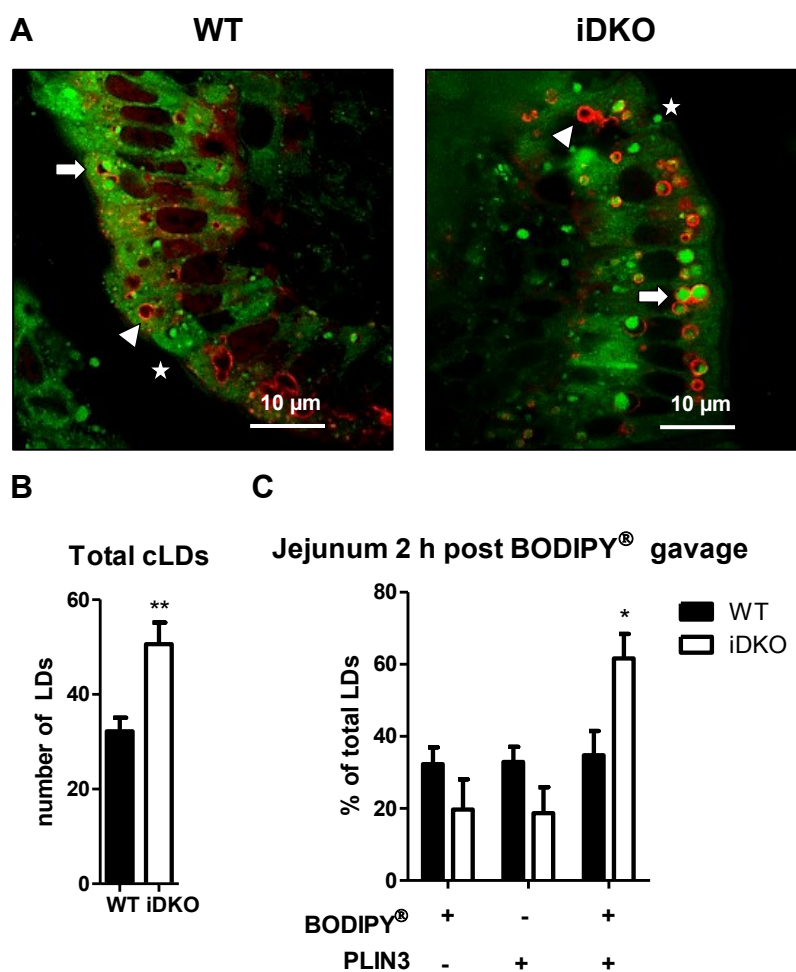 A
WT
iDKO
10 µm
10 µm
B
C
Total cLDs
Jejunum 2 h post BODIPY® gavage
60
40
20
0
number of LDs
**
WT iDKO
80
60
40
20
0
% of total LDs
*
WT
iDKO
BODIPY® + - +
PLIN3 - + +